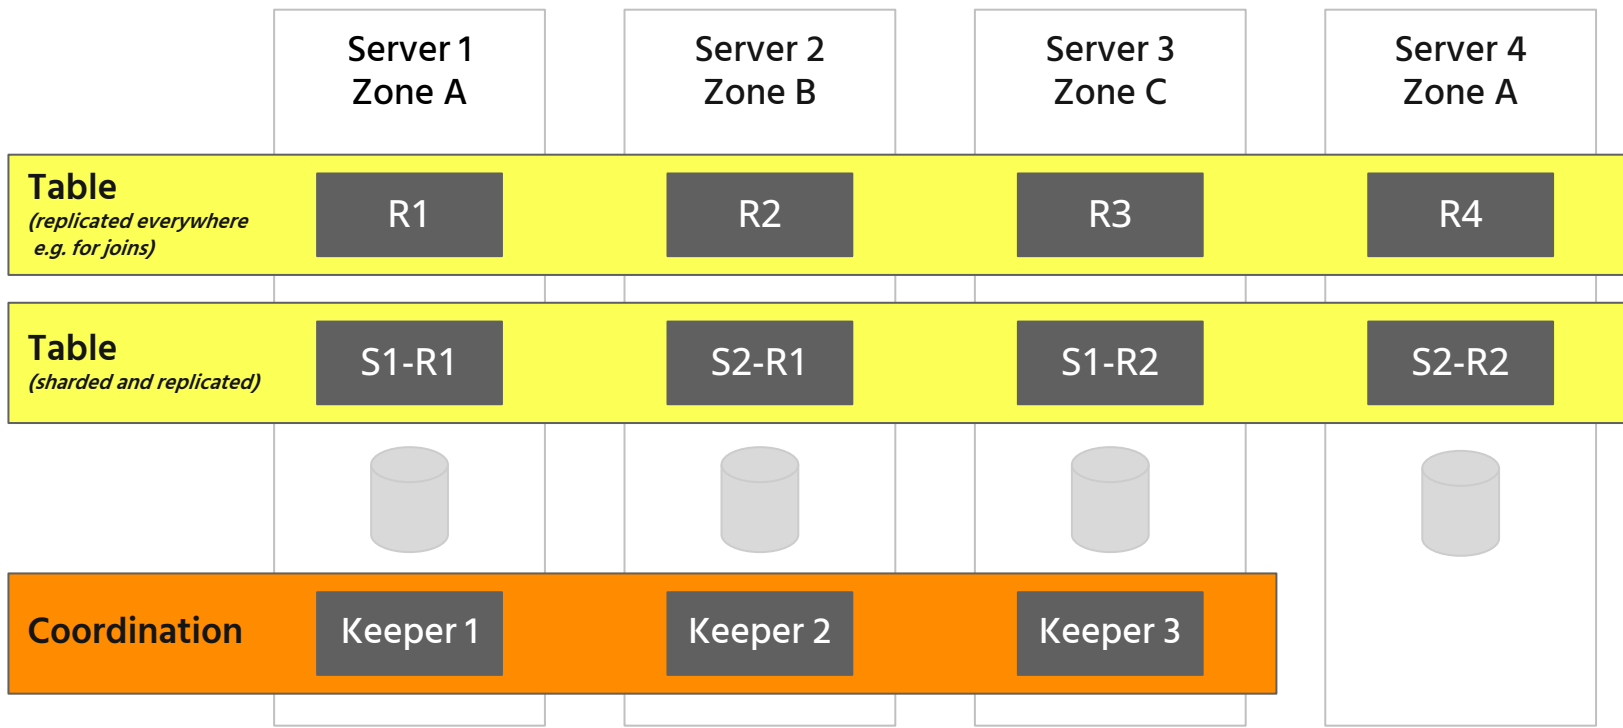 Server 1
Zone A
Server 2
Zone B
Server 3
Zone C
Server 4
Zone A
Table
(replicated everywhere
e.g. for joins)
R1
R2
R3
R4
Table
(sharded and replicated)
S1-R1
S2-R1
S1-R2
S2-R2
Coordination
Keeper 1
Keeper 2
Keeper 3